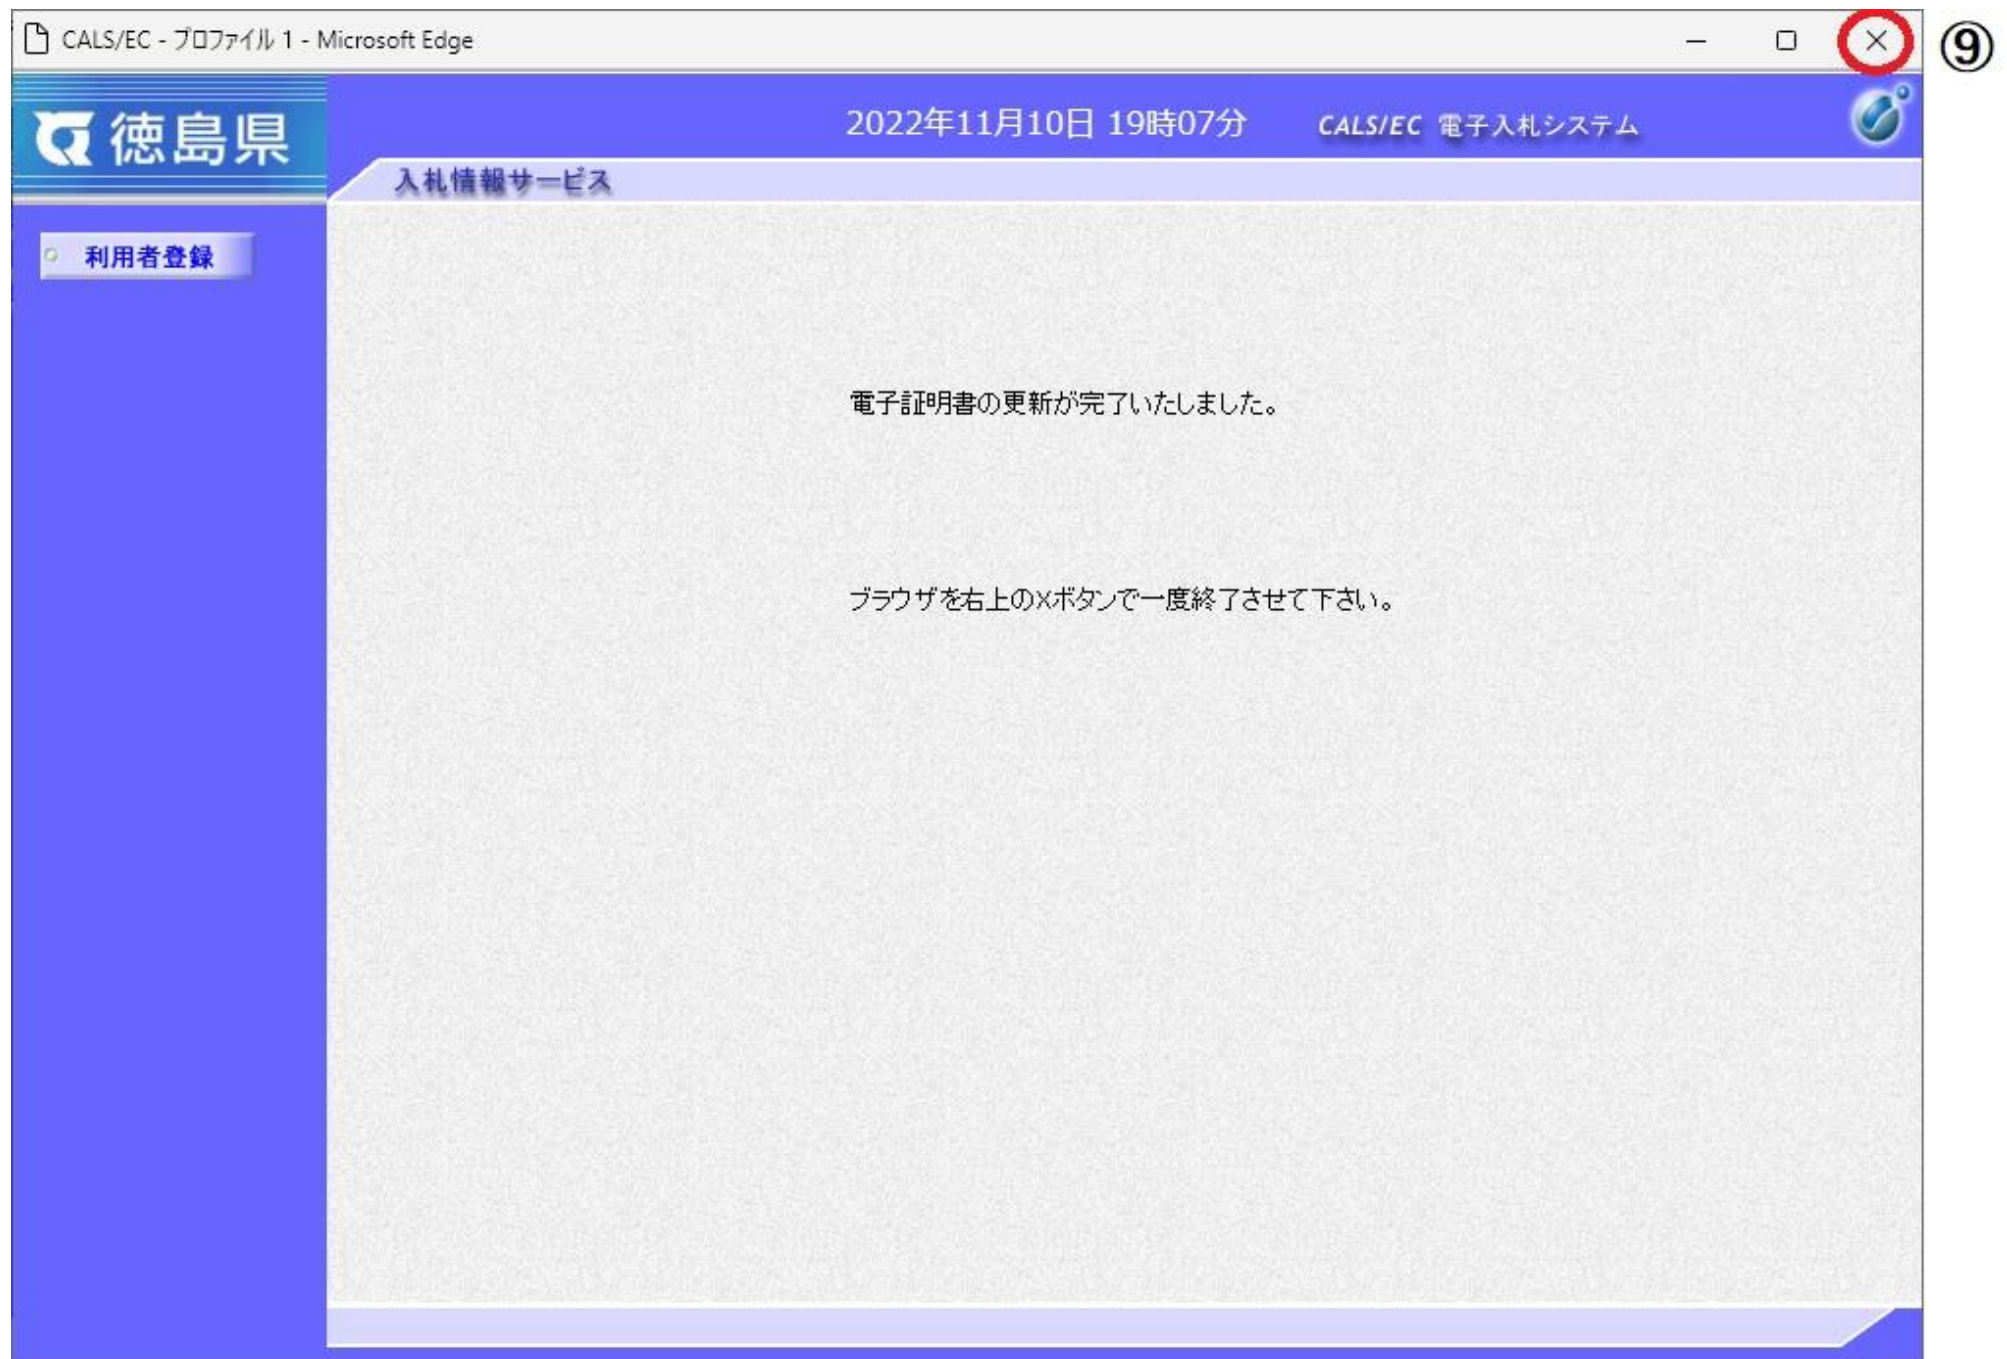 CALS/EC - プロファイル 1 - Microsoft Edge
⑨
徳島県
2022年11月10日 19時07分 CALS/EC 電子入札システム
入札情報サービス
利用者登録
電子証明書の更新が完了いたしました。
ブラウザを右上の×ボタンで一度終了させて下さい。